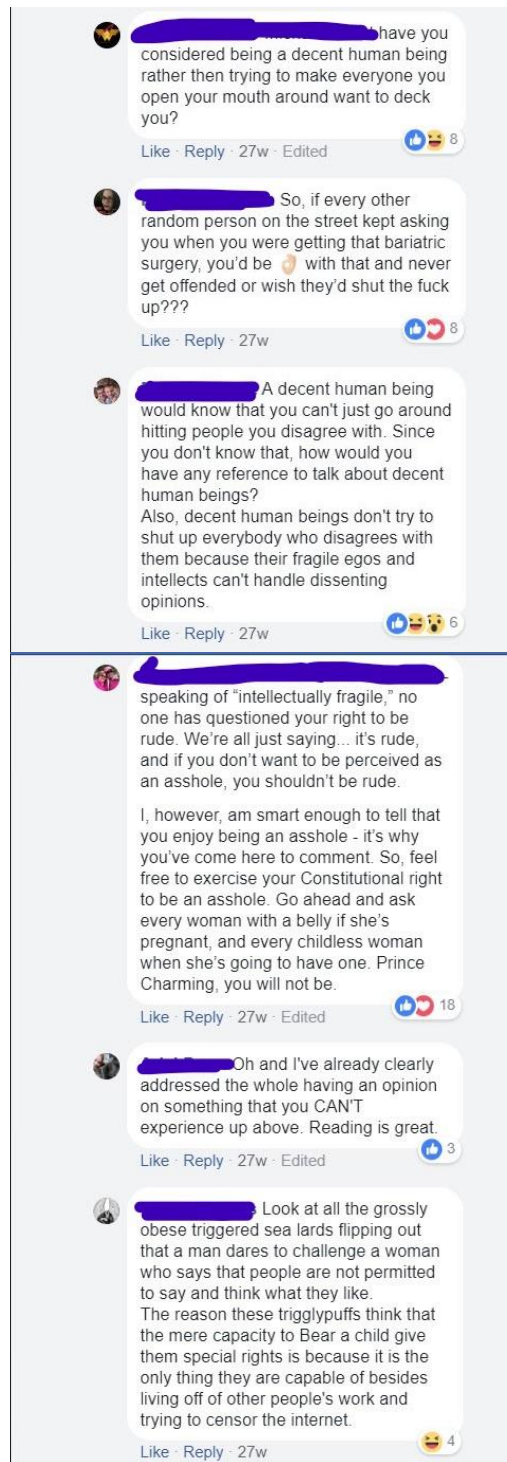 have you
considered being a decent human being
rather then trying to make everyone you
open your mouth around want to deck
you?
8
Like · Reply · 27w · Edited
So, if every other
random person on the street kept asking
you when you were getting that bariatric
surgery, you'd be 👌🏻 with that and never
get offended or wish they'd shut the fuck
up???
8
Like · Reply · 27w
A decent human being
would know that you can't just go around
hitting people you disagree with. Since
you don't know that, how would you
have any reference to talk about decent
human beings?
Also, decent human beings don't try to
shut up everybody who disagrees with
them because their fragile egos and
intellects can't handle dissenting
opinions.
6
Like · Reply · 27w
speaking of “intellectually fragile,” no
one has questioned your right to be
rude. We’re all just saying... it’s rude,
and if you don’t want to be perceived as
an asshole, you shouldn’t be rude.
I, however, am smart enough to tell that
you enjoy being an asshole - it’s why
you’ve come here to comment. So, feel
free to exercise your Constitutional right
to be an asshole. Go ahead and ask
every woman with a belly if she’s
pregnant, and every childless woman
when she’s going to have one. Prince
Charming, you will not be.
18
Like · Reply · 27w · Edited
Oh and I've already clearly
addressed the whole having an opinion
on something that you CAN'T
experience up above. Reading is great.
3
Like · Reply · 27w · Edited
Look at all the grossly
obese triggered sea lards flipping out
that a man dares to challenge a woman
who says that people are not permitted
to say and think what they like.
The reason these trigglypuffs think that
the mere capacity to Bear a child give
them special rights is because it is the
only thing they are capable of besides
living off of other people's work and
trying to censor the internet.
4
Like · Reply · 27w